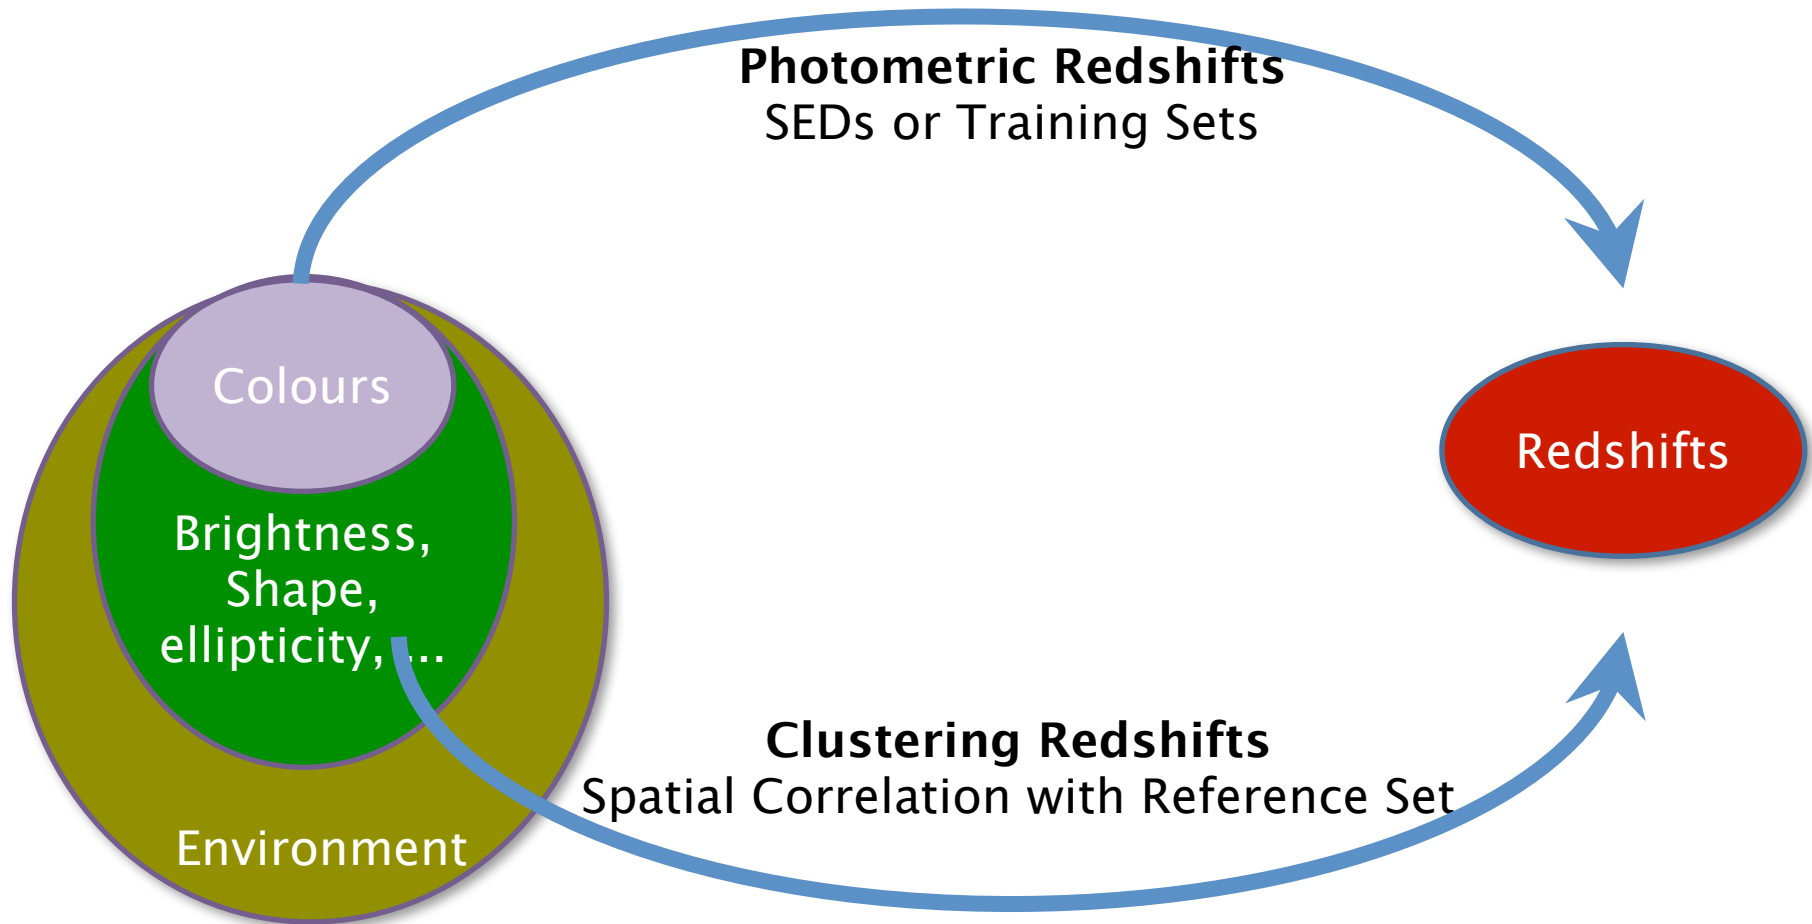 Photometric Redshifts
SEDs or Training Sets
Colours
Brightness,
Shape,
ellipticity, ...
Environment
Redshifts
Clustering Redshifts
Spatial Correlation with Reference Set